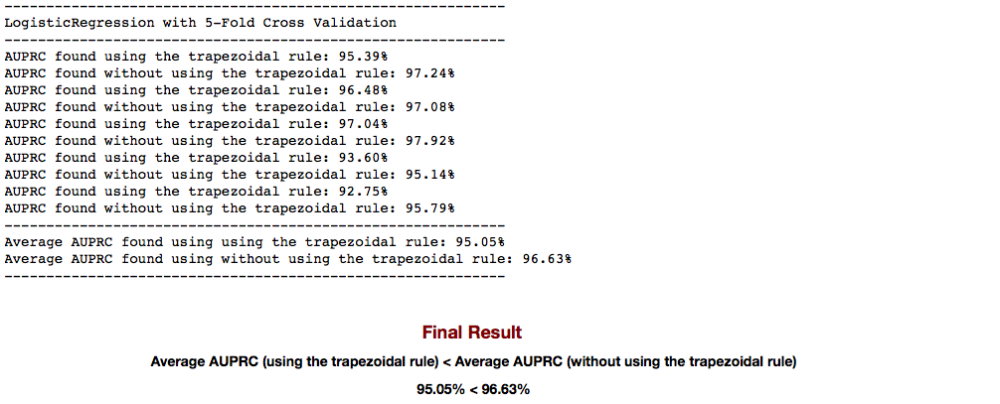 ------------------------------------------------------------
LogisticRegression with 5-Fold Cross Validation
------------------------------------------------------------
AUPRC found using the trapezoidal rule: 95.39%
AUPRC found without using the trapezoidal rule: 97.24%
AUPRC found using the trapezoidal rule: 96.48%
AUPRC found without using the trapezoidal rule: 97.08%
AUPRC found using the trapezoidal rule: 97.04%
AUPRC found without using the trapezoidal rule: 97.92%
AUPRC found using the trapezoidal rule: 93.60%
AUPRC found without using the trapezoidal rule: 95.14%
AUPRC found using the trapezoidal rule: 92.75%
AUPRC found without using the trapezoidal rule: 95.79%
------------------------------------------------------------
Average AUPRC found using using the trapezoidal rule: 95.05%
Average AUPRC found using without using the trapezoidal rule: 96.63%
------------------------------------------------------------
Final Result
Average AUPRC (using the trapezoidal rule) < Average AUPRC (without using the trapezoidal rule)
95.05% < 96.63%